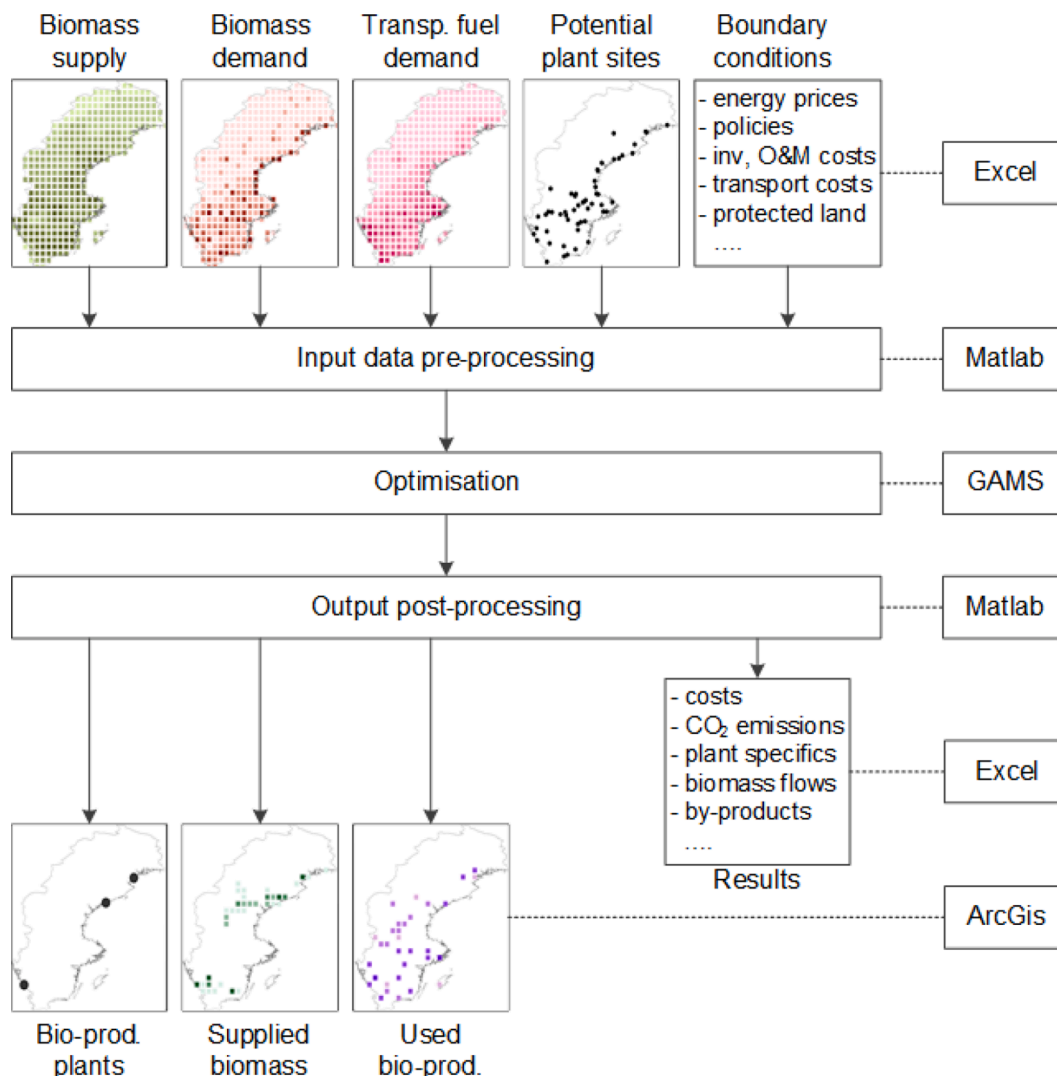 Biomass
supply
Biomass
demand
Transp. fuel
demand
Potential
plant sites
Boundary
conditions
- energy prices
- policies
- inv, O&M costs
- transport costs
- protected land
....
Excel
Input data pre-processing
Matlab
Optimisation
GAMS
Output post-processing
Matlab
- costs
- CO₂ emissions
- plant specifics
- biomass flows
- by-products
....
Excel
Results
ArcGis
Bio-prod.
plants
Supplied
biomass
Used
bio-prod.